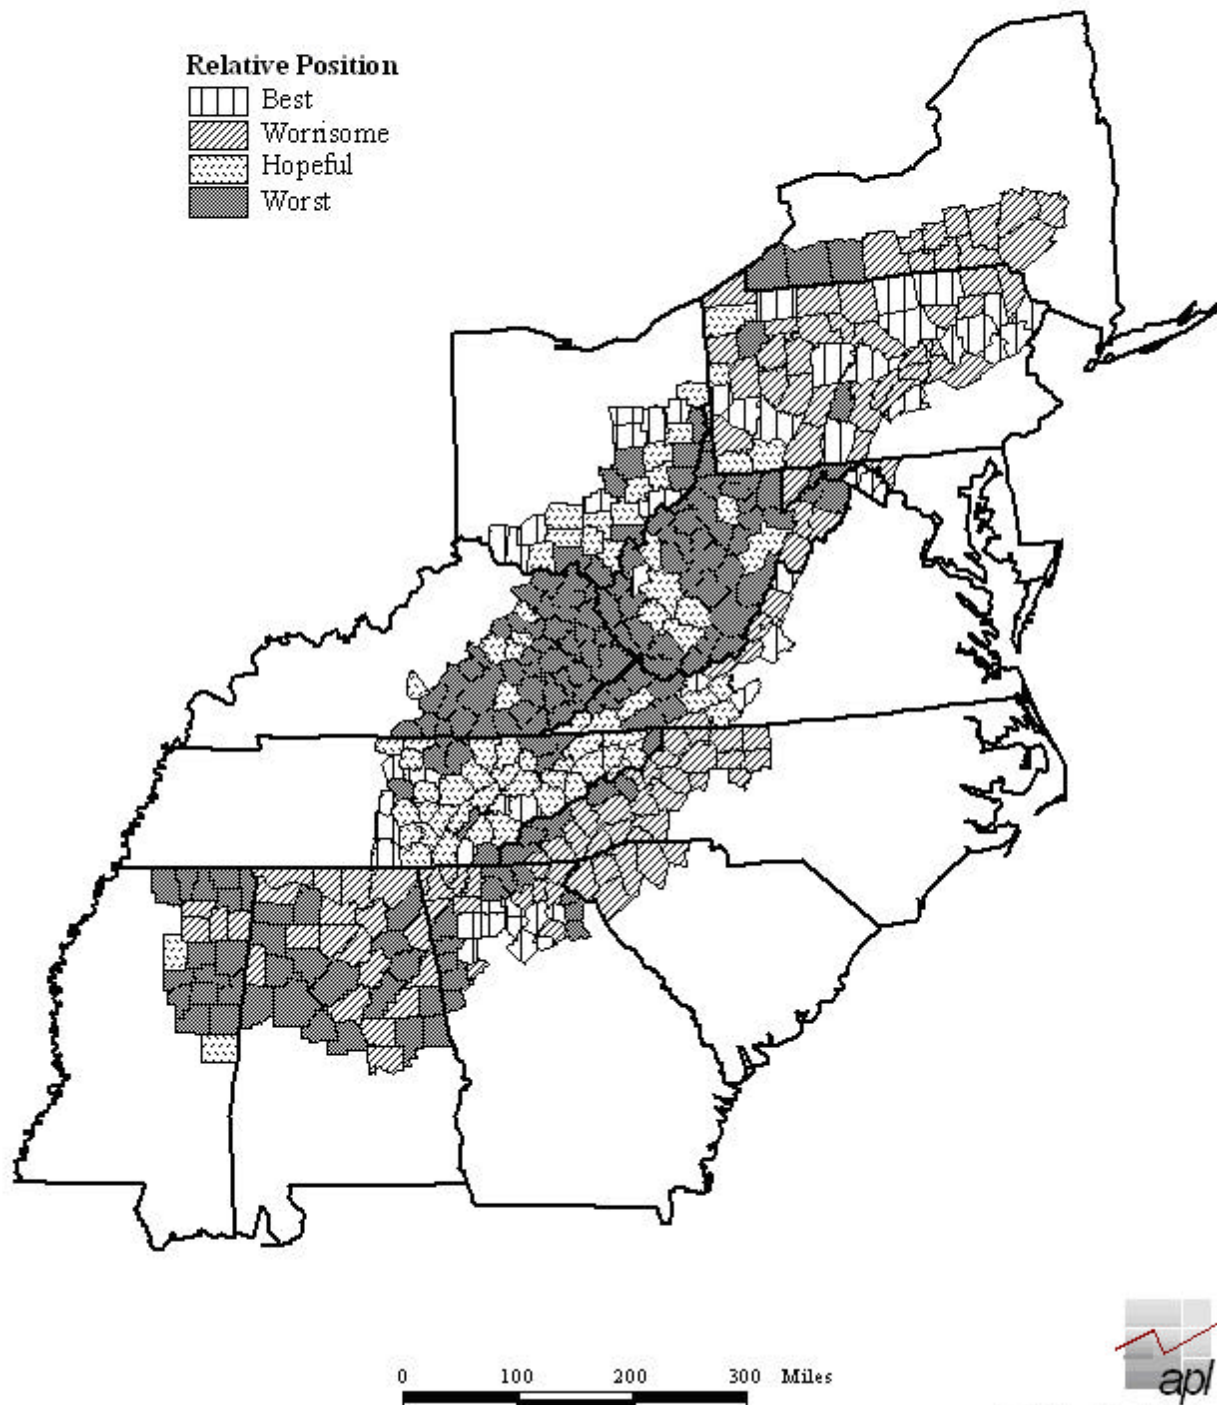 Relative Position
Best
Worrisome
Hopeful
Worst
0 100 200 300 Miles
apl